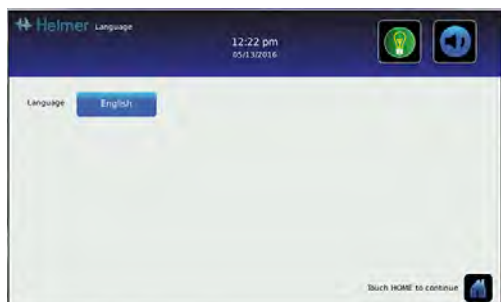 Helmer Language
12:22 pm
05/13/2016
Language English
Touch HOME to continue